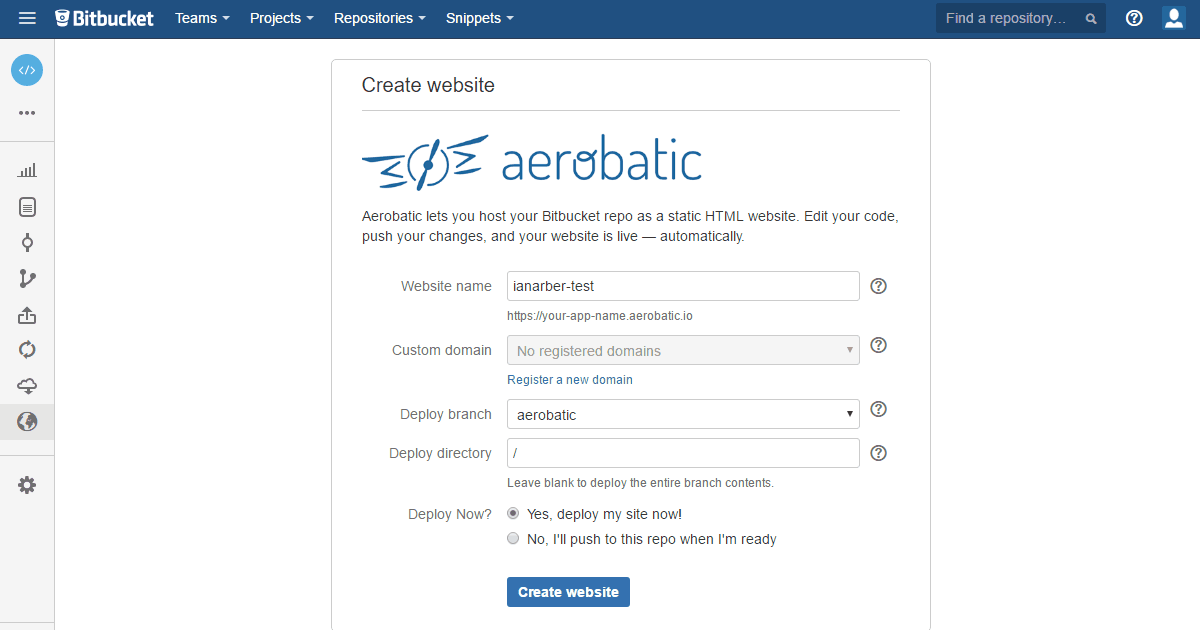 Bitbucket Teams Projects Repositories Snippets Find a repository...
Create website
aerobatic
Aerobatic lets you host your Bitbucket repo as a static HTML website. Edit your code,
push your changes, and your website is live — automatically.
Website name ianarber-test
https://your-app-name.aerobatic.io
Custom domain No registered domains
Register a new domain
Deploy branch aerobatic
Deploy directory /
Leave blank to deploy the entire branch contents.
Deploy Now? Yes, deploy my site now!
No, I'll push to this repo when I'm ready
Create website